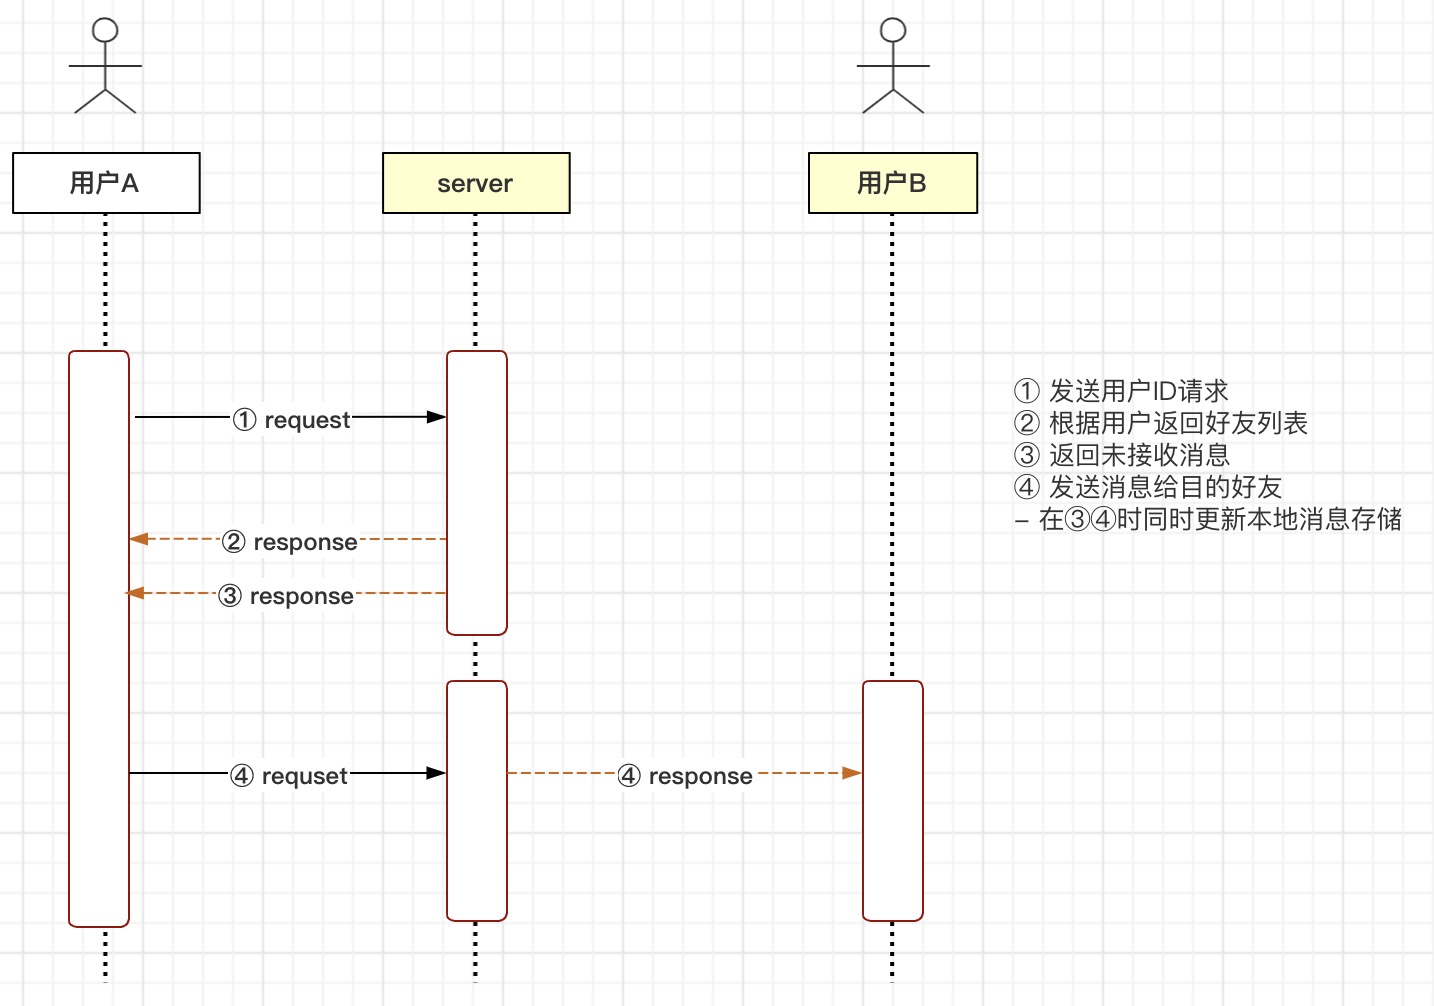 用户A
server
用户B
① request
② response
③ response
④ requset
④ response
① 发送用户ID请求
② 根据用户返回好友列表
③ 返回未接收消息
④ 发送消息给目的好友
– 在③④时同时更新本地消息存储